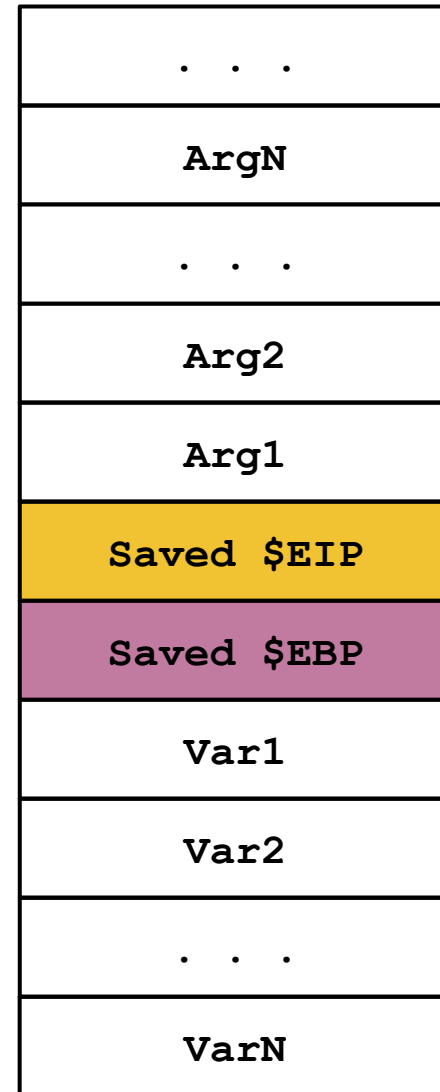 . . .
ArgN
. . .
Arg2
Arg1
Saved $EIP
Saved $EBP
Var1
Var2
. . .
VarN